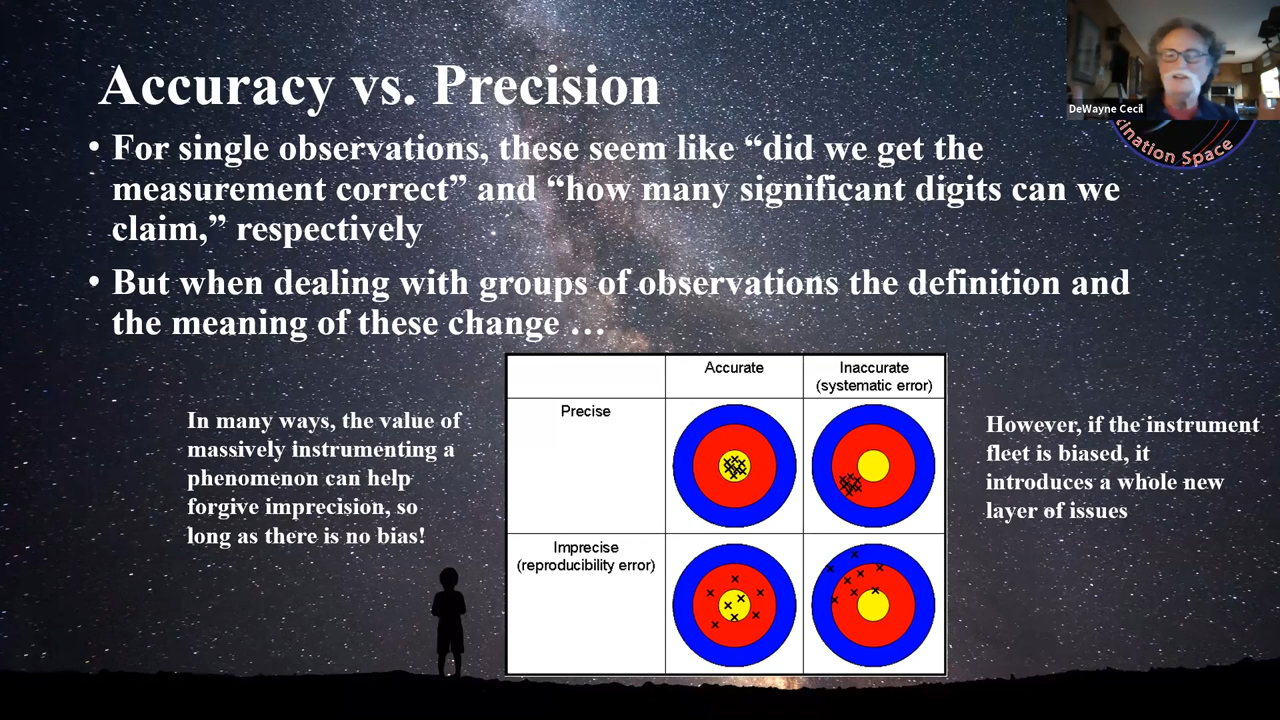 Accuracy vs. Precision
DeWayne Cecil
ination Space
• For single observations, these seem like “did we get the
measurement correct” and “how many significant digits can we
claim,” respectively
• But when dealing with groups of observations the definition and
the meaning of these change …
In many ways, the value of
massively instrumenting a
phenomenon can help
forgive imprecision, so
long as there is no bias!
Accurate
Inaccurate
(systematic error)
Precise
Imprecise
(reproducibility error)
However, if the instrument
fleet is biased, it
introduces a whole new
layer of issues